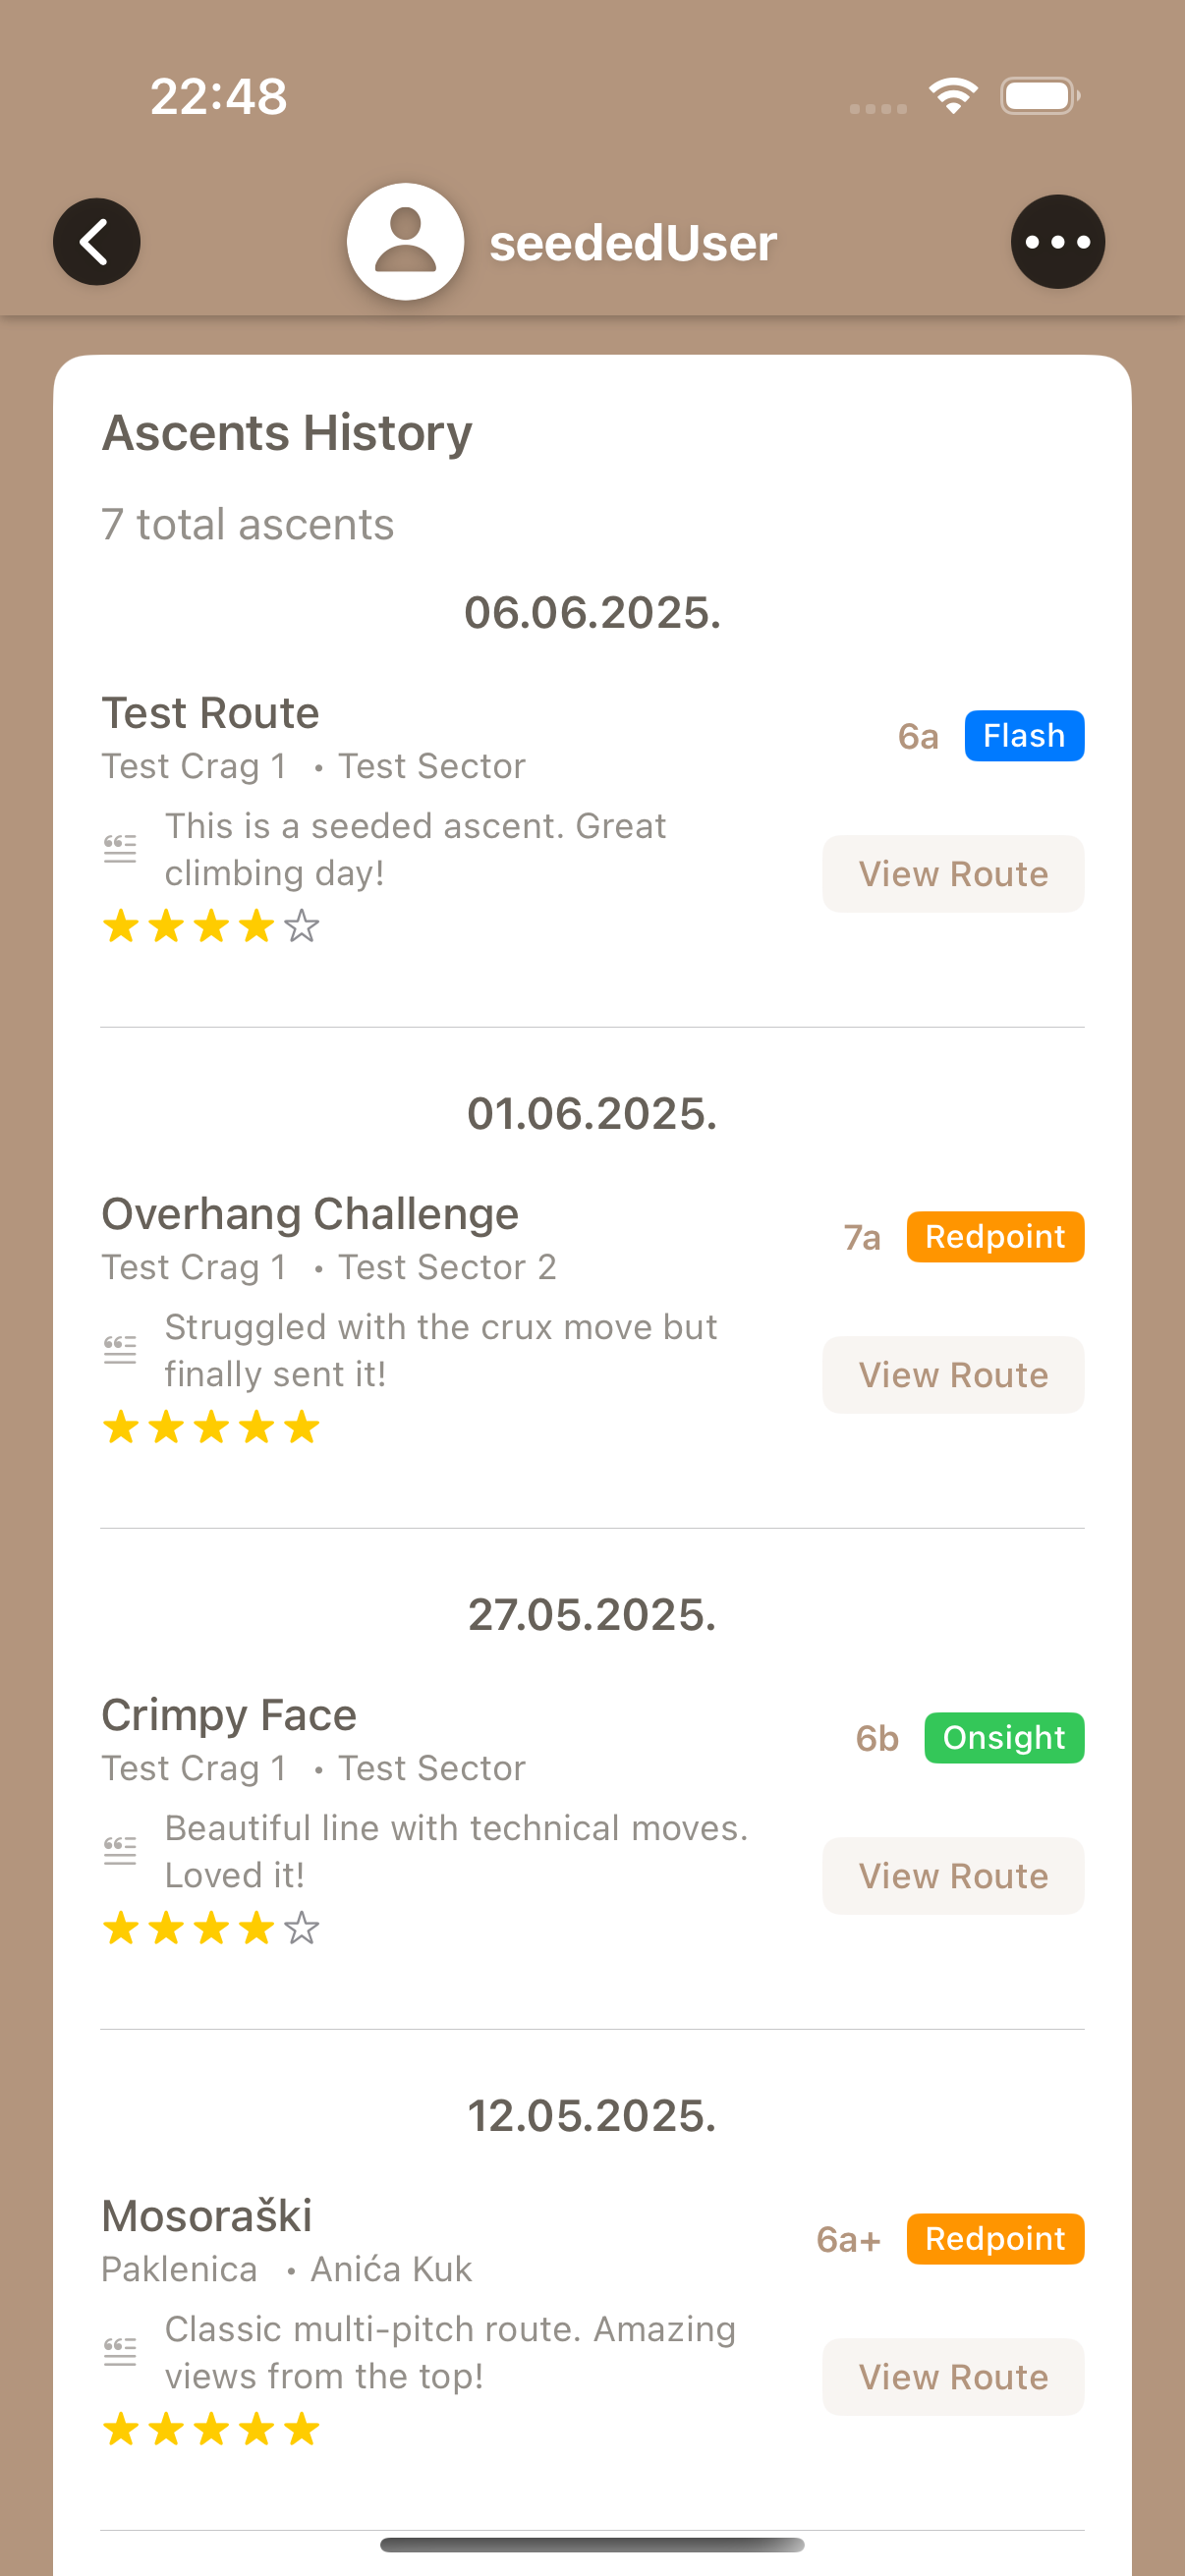 22:48
seededUser
Ascents History
7 total ascents
06.06.2025.
Test Route
6a Flash
Test Crag 1 • Test Sector
This is a seeded ascent. Great
climbing day!
View Route
01.06.2025.
Overhang Challenge
7a Redpoint
Test Crag 1 • Test Sector 2
Struggled with the crux move but
finally sent it!
View Route
27.05.2025.
Crimpy Face
6b Onsight
Test Crag 1 • Test Sector
Beautiful line with technical moves.
Loved it!
View Route
12.05.2025.
Mosoraški
6a+ Redpoint
Paklenica • Anića Kuk
Classic multi-pitch route. Amazing
views from the top!
View Route